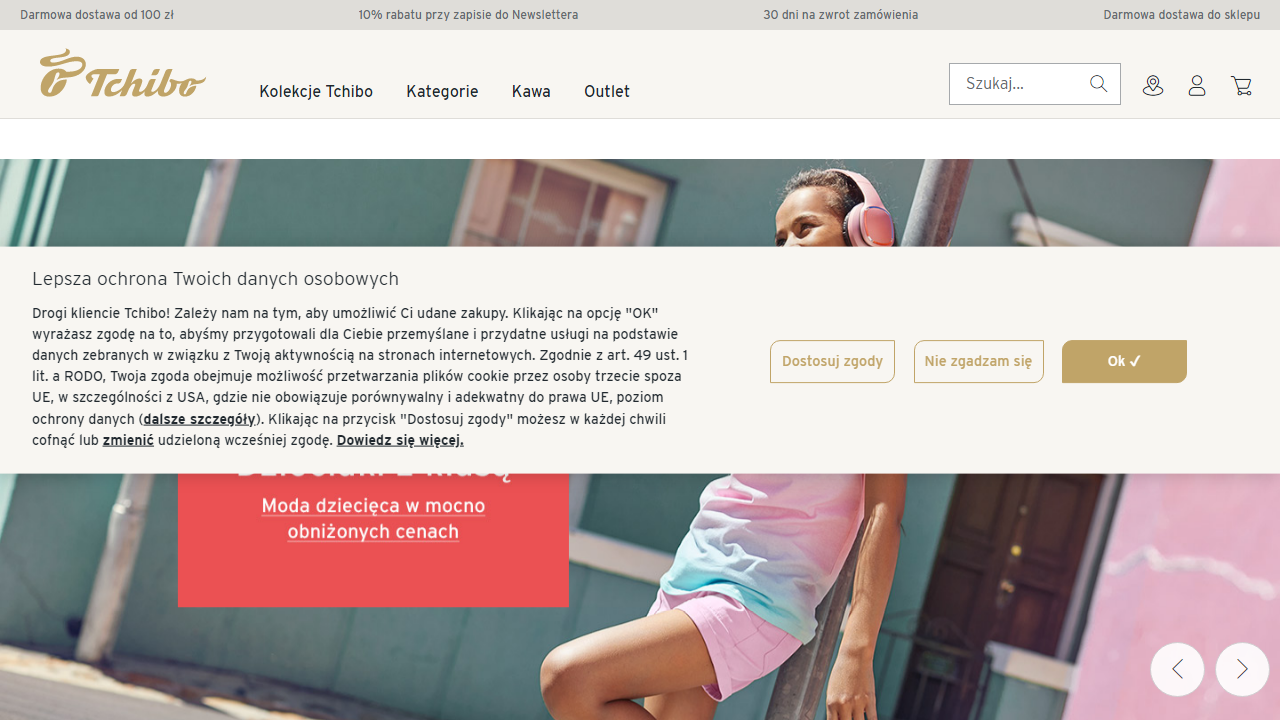 Darmowa dostawa od 100 zł
10% rabatu przy zapisie do Newslettera
30 dni na zwrot zamówienia
Darmowa dostawa do sklepu
Tchibo
Kolekcje Tchibo
Kategorie
Kawa
Outlet
Szukaj...
Lepsza ochrona Twoich danych osobowych
Drogi kliencie Tchibo! Zależy nam na tym, aby umożliwić Ci udane zakupy. Klikając na opcję "OK"
wyrażasz zgodę na to, abyśmy przygotowali dla Ciebie przemyślane i przydatne usługi na podstawie
danych zebranych w związku z Twoją aktywnością na stronach internetowych. Zgodnie z art. 49 ust. 1
lit. a RODO, Twoja zgoda obejmuje możliwość przetwarzania plików cookie przez osoby trzecie spoza
UE, w szczególności z USA, gdzie nie obowiązuje porównywalny i adekwatny do prawa UE, poziom
ochrony danych (dalsze szczegóły). Klikając na przycisk "Dostosuj zgody" możesz w każdej chwili
cofnąć lub zmienić udzieloną wcześniej zgodę. Dowiedz się więcej.
Dostosuj zgody
Nie zgadzam się
Ok ✓
Moda dziecięca w mocno
obniżonych cenach